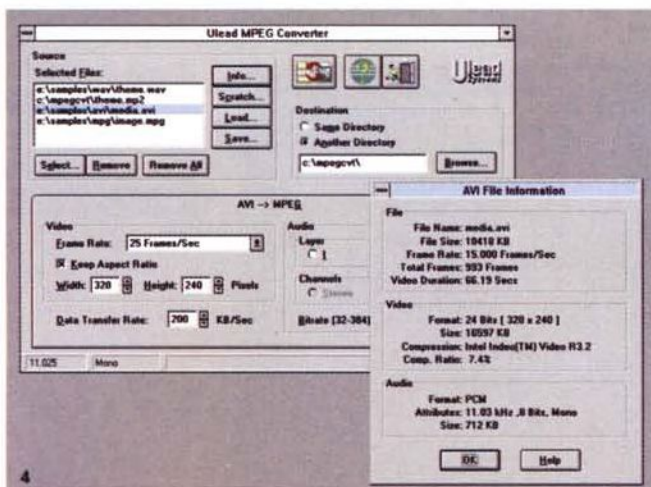 Ulead MPEG Converter
Source
Selected Files:
e:\samples\wav\theme.wav
c:\mpegcvt\theme.mp2
e:\samples\avi\media.avi
e:\samples\mpg\image.mpg
Info...
Scratch...
Load...
Save...
Select...
Remove
Remove All
Ulead
Systems
Destination
Same Directory
Another Directory
c:\mpegcvt\
Browse...
AVI --> MPEG
Video
Frame Rate: 25 Frames/Sec
Keep Aspect Ratio
Width: 320 Height: 240 Pixels
Data Transfer Rate: 200 KB/Sec
Audio
Layer
I
Channels
Stereo
Bitrate (32-384)
11.025 Mono
AVI File Information
File
File Name: media.avi
File Size: 10418 KB
Frame Rate: 15.000 Frames/Sec
Total Frames: 993 Frames
Video Duration: 66.19 Secs
Video
Format: 24 Bits [ 320 x 240 ]
Size: 16597 KB
Compression: Intel Indeo(TM) Video R3.2
Comp. Ratio: 7.4%
Audio
Format: PCM
Attributes: 11.03 kHz ,8 Bits, Mono
Size: 712 KB
OK
Help
4